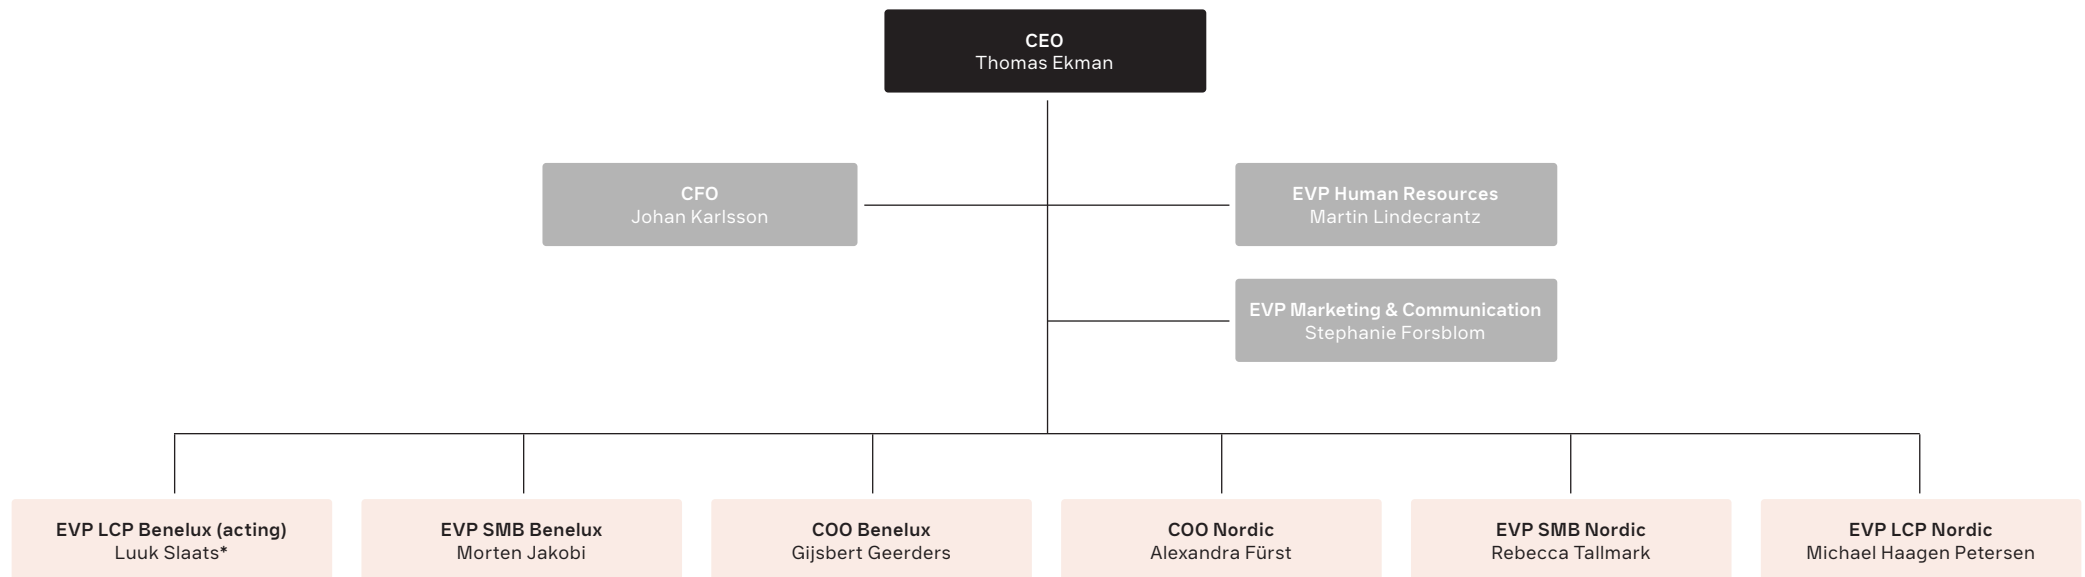 CEO
Thomas Ekman
CFO
Johan Karlsson
EVP Human Resources
Martin Lindecrantz
EVP Marketing & Communication
Stephanie Forsblom
EVP LCP Benelux (acting)
Luuk Slaats*
EVP SMB Benelux
Morten Jakobi
COO Benelux
Gijsbert Geerders
COO Nordic
Alexandra Fürst
EVP SMB Nordic
Rebecca Tallmark
EVP LCP Nordic
Michael Haagen Petersen